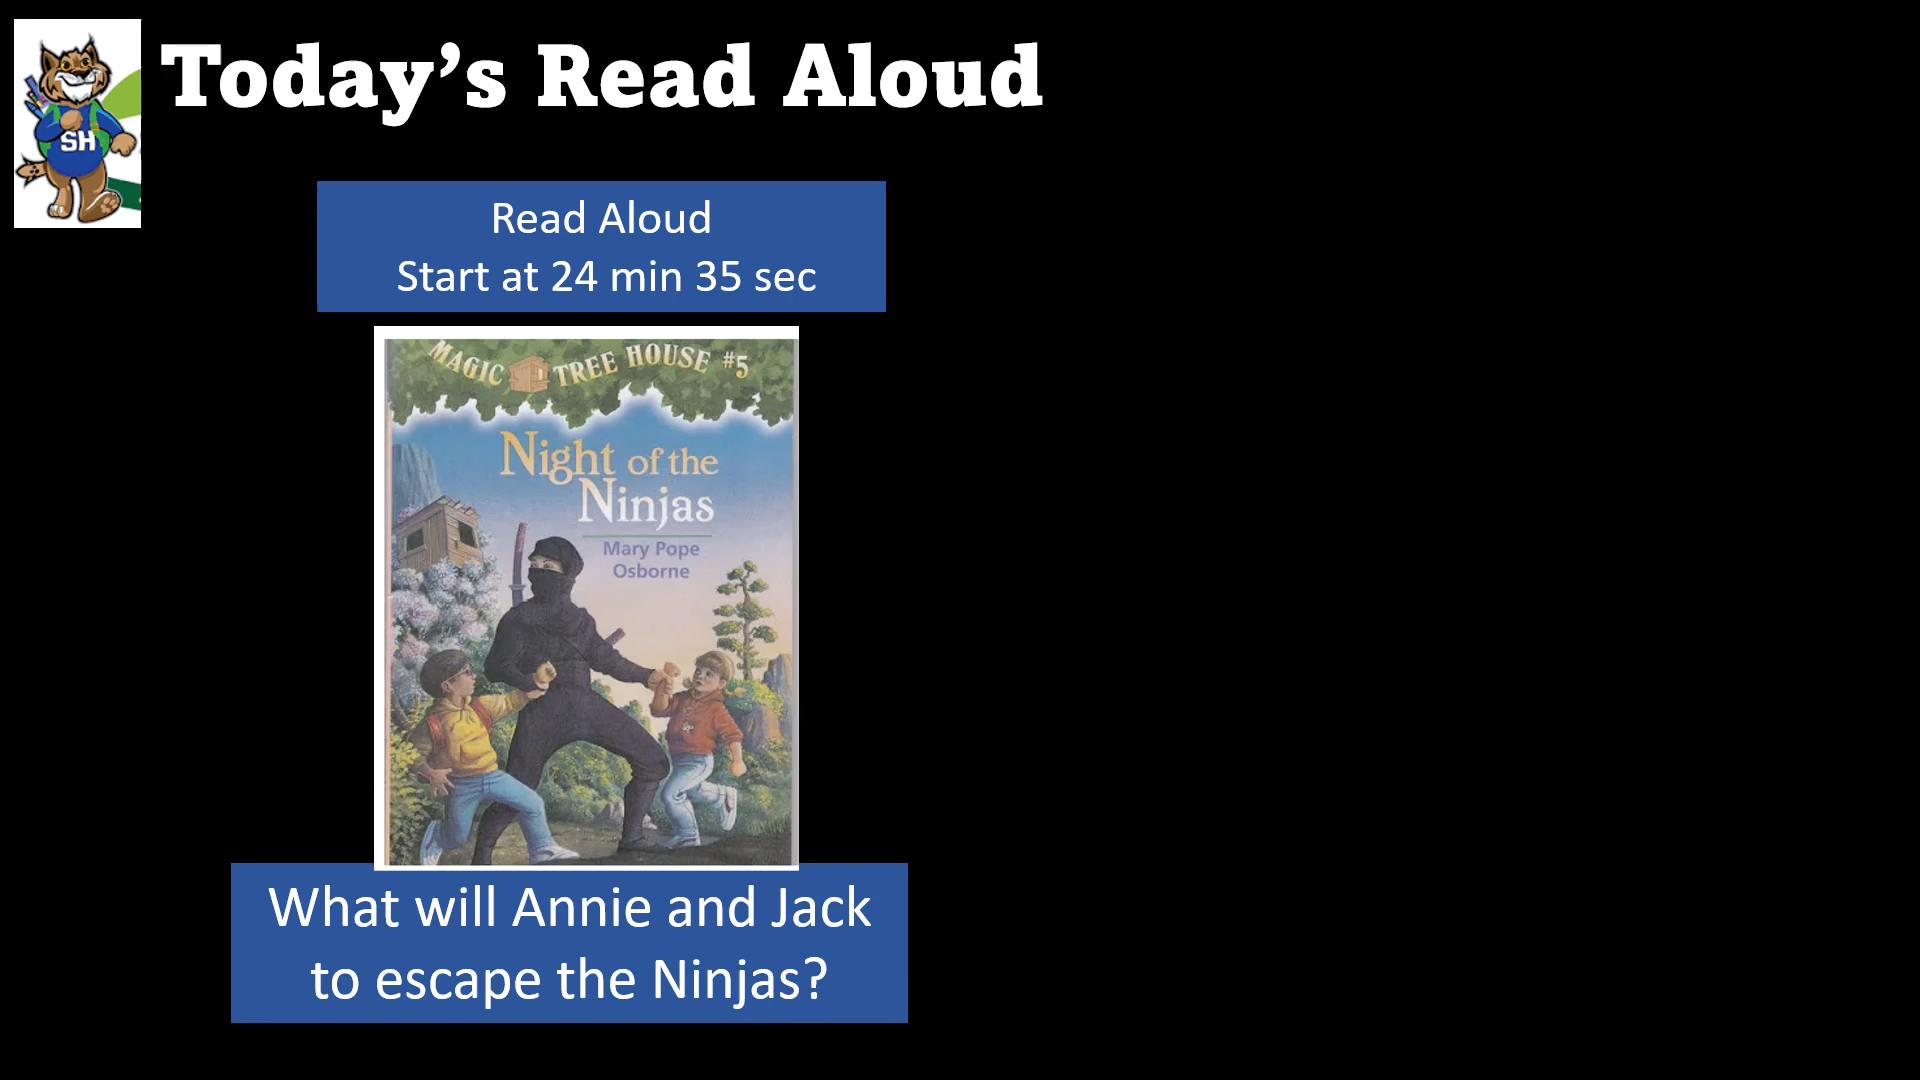 Today’s Read Aloud
SH
Read Aloud
Start at 24 min 35 sec
MAGIC TREE HOUSE #5
Night of the
Ninjas
Mary Pope
Osborne
What will Annie and Jack
to escape the Ninjas?